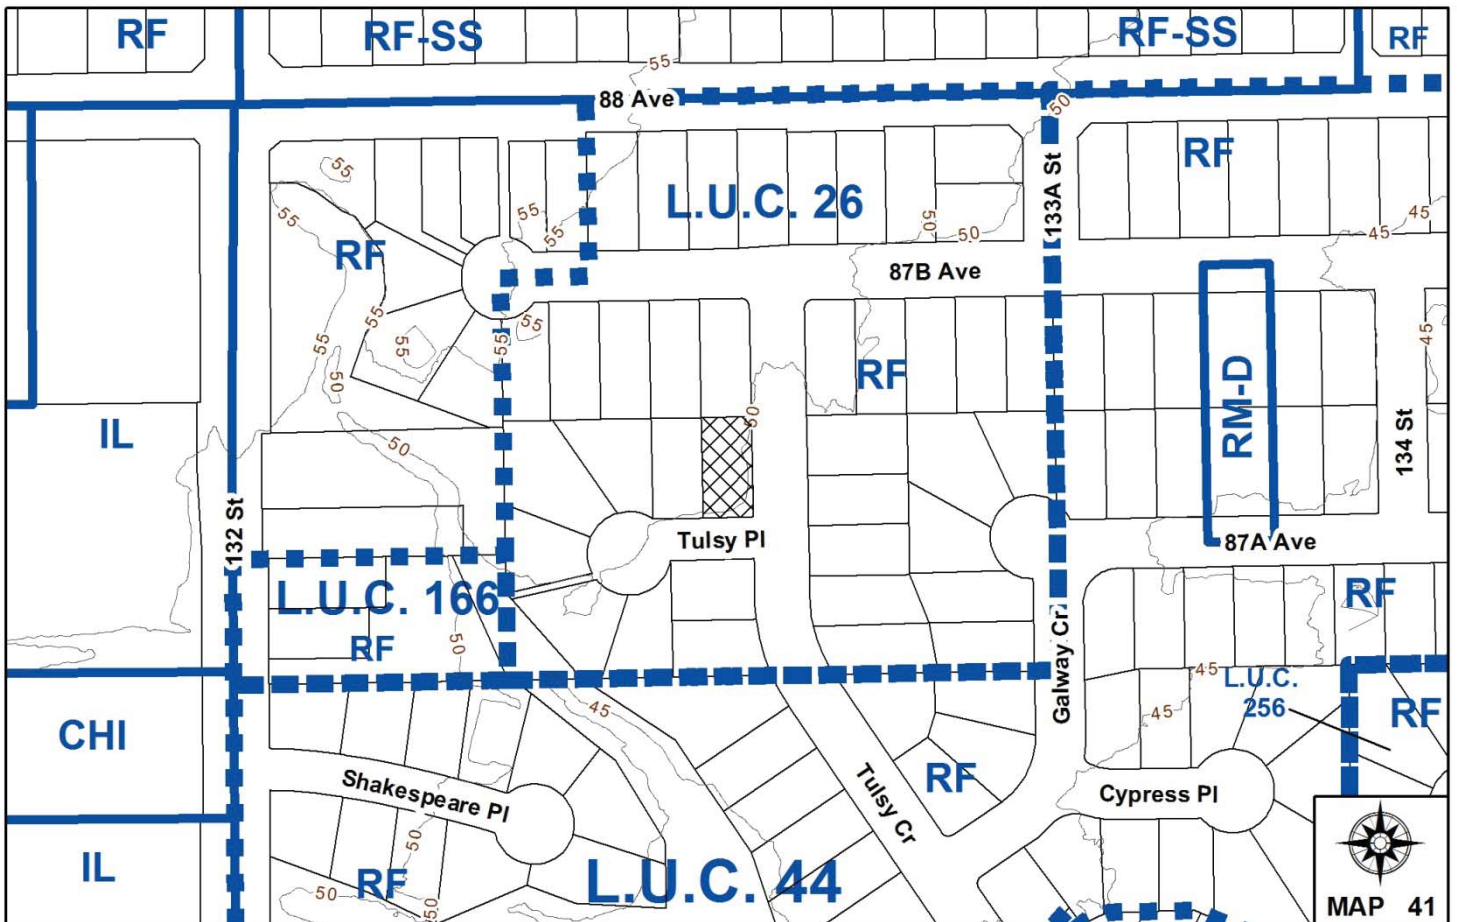 RF
RF-SS
RF-SS
RF
55
88 Ave
50
RF
55
L.U.C. 26
133A St
45
55
55
50
50
45
55
RF
87B Ave
55
55
55
55
55
45
50
RF
RM-D
50
IL
50
134 St
132 St
Tulsy Pl
87A Ave
L.U.C. 166
RF
RF
50
Galway Cr
45
L.U.C.
256
45
45
RF
CHI
Shakespeare Pl
Tulsy Cr
RF
Cypress Pl
50
IL
RF
50
50
L.U.C. 44
MAP 41